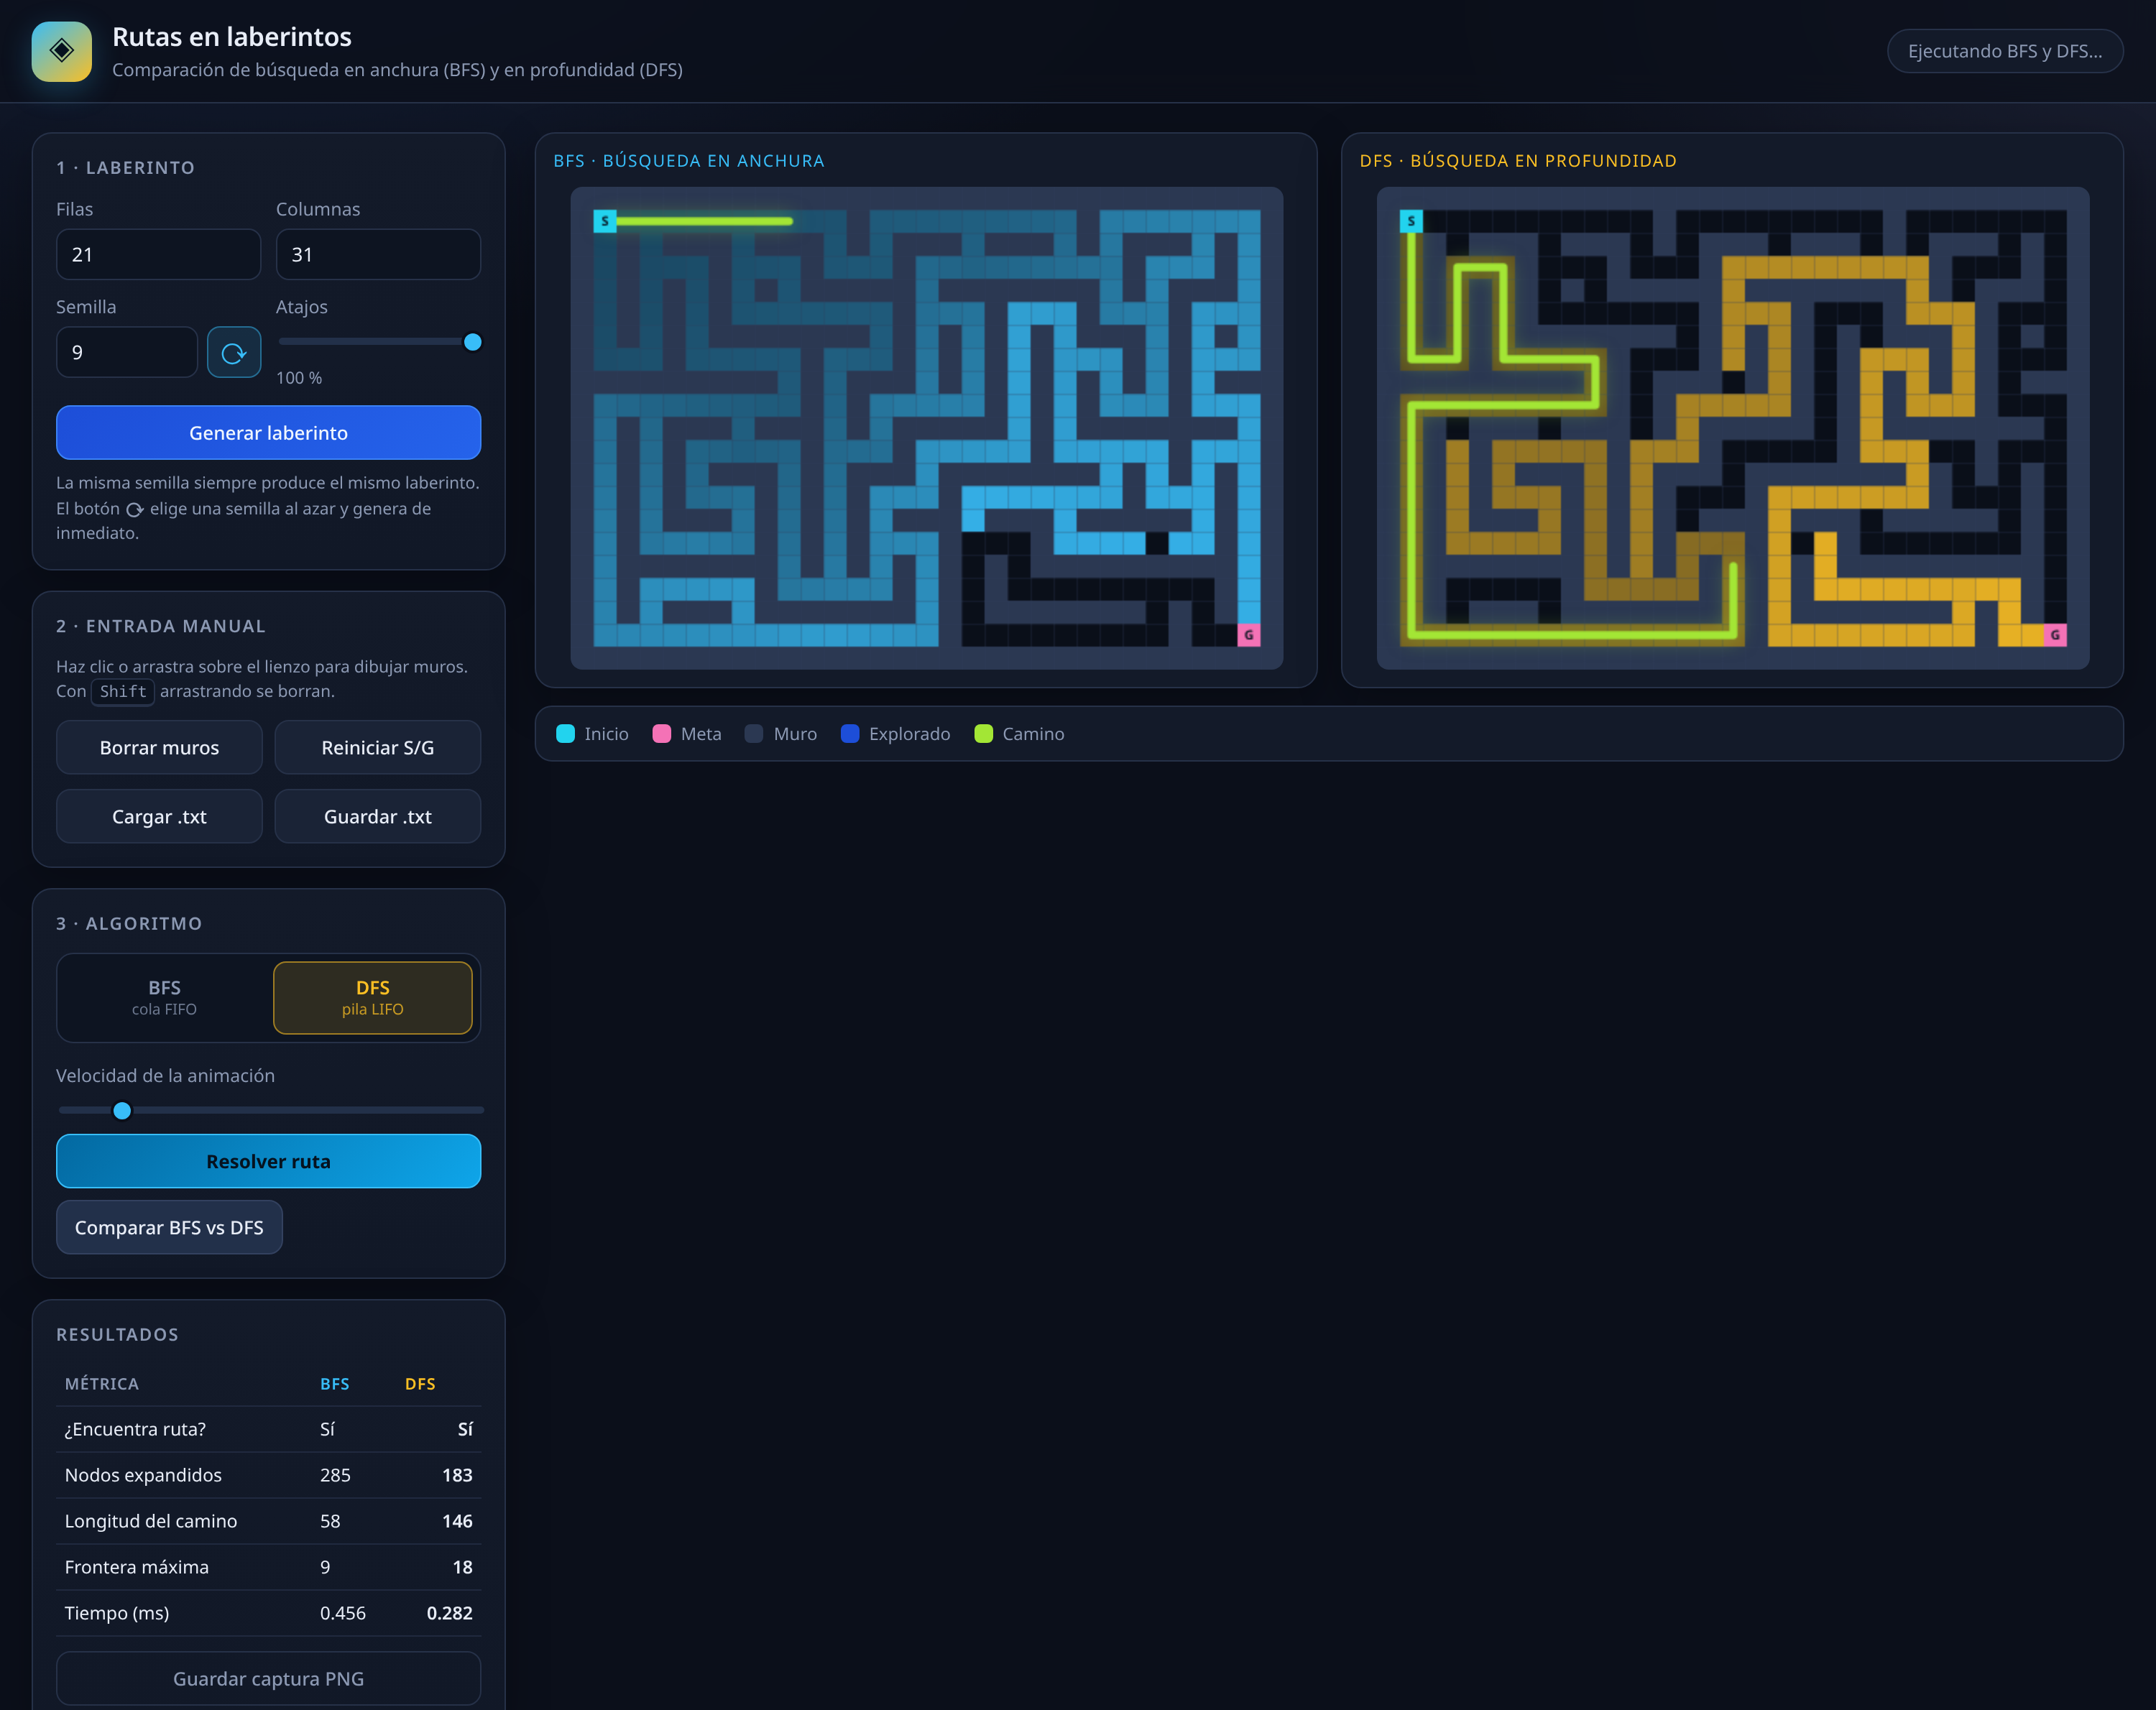 Rutas en laberintos
Comparación de búsqueda en anchura (BFS) y en profundidad (DFS)
Ejecutando BFS y DFS...
1 · LABERINTO
Filas
Columnas
21
31
Semilla
Atajos
9
100 %
Generar laberinto
La misma semilla siempre produce el mismo laberinto.
El botón ⟳ elige una semilla al azar y genera de
inmediato.
2 · ENTRADA MANUAL
Haz clic o arrastra sobre el lienzo para dibujar muros.
Con Shift arrastrando se borran.
Borrar muros
Reiniciar S/G
Cargar .txt
Guardar .txt
3 · ALGORITMO
BFS
cola FIFO
DFS
pila LIFO
Velocidad de la animación
Resolver ruta
Comparar BFS vs DFS
RESULTADOS
MÉTRICA BFS DFS
¿Encuentra ruta? Sí Sí
Nodos expandidos 285 183
Longitud del camino 58 146
Frontera máxima 9 18
Tiempo (ms) 0.456 0.282
Guardar captura PNG
BFS · BÚSQUEDA EN ANCHURA
S
G
DFS · BÚSQUEDA EN PROFUNDIDAD
S
G
Inicio Meta Muro Explorado Camino